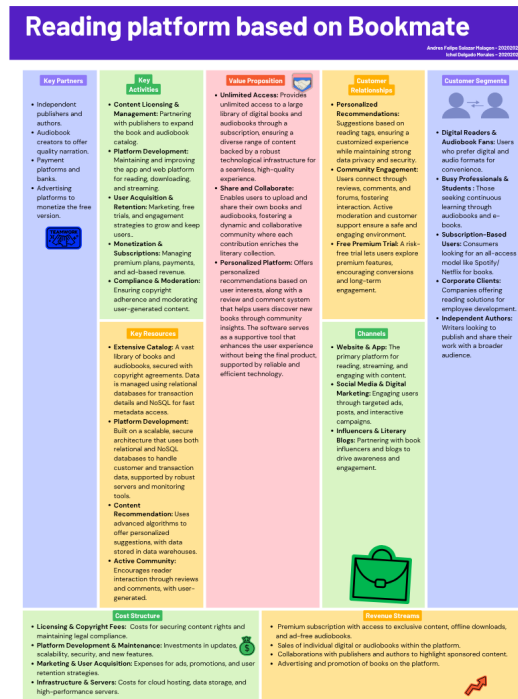 Reading platform based on Bookmate
Andres Felipe Salazar Malagon - 2020202
Ichel Delgado Morales - 2020202
Key Partners
Independent
publishers and
authors.
Audiobook
creators to offer
quality narration.
Payment
platforms and
banks.
Advertising
platforms to
monetize the free
version.
Key
Activities
Content Licensing &
Management: Partnering
with publishers to expand
the book and audiobook
catalog.
Platform Development:
Maintaining and improving
the app and web platform
for reading, downloading,
and streaming.
User Acquisition &
Retention: Marketing, free
trials, and engagement
strategies to grow and keep
users..
Monetization &
Subscriptions: Managing
premium plans, payments,
and ad-based revenue.
Compliance & Moderation:
Ensuring copyright
adherence and moderating
user-generated content.
Key Resources
Extensive Catalog: A vast
library of books and
audiobooks, secured with
copyright agreements. Data
is managed using relational
databases for transaction
details and NoSQL for fast
metadata access.
Platform Development:
Built on a scalable, secure
architecture that uses both
relational and NoSQL
databases to handle
customer and transaction
data, supported by robust
servers and monitoring
tools.
Content
Recommendation: Uses
advanced algorithms to
offer personalized
suggestions, with data
stored in data warehouses.
Active Community:
Encourages reader
interaction through reviews
and comments, with user-
generated.
Value Proposition
Unlimited Access: Provides
unlimited access to a large
library of digital books and
audiobooks through a
subscription, ensuring a
diverse range of content
backed by a robust
technological infrastructure for
a seamless, high-quality
experience.
Share and Collaborate:
Enables users to upload and
share their own books and
audiobooks, fostering a
dynamic and collaborative
community where each
contribution enriches the
literary collection.
Personalized Platform: Offers
personalized
recommendations based on
user interests, along with a
review and comment system
that helps users discover new
books through community
insights. The software serves
as a supportive tool that
enhances the user experience
without being the final product,
supported by reliable and
efficient technology.
Customer
Relationships
Personalized
Recommendations:
Suggestions based on
reading tags, ensuring a
customized experience
while maintaining strong
data privacy and security.
Community Engagement:
Users connect through
reviews, comments, and
forums, fostering
interaction. Active
moderation and customer
support ensure a safe and
engaging environment.
Free Premium Trial: A risk-
free trial lets users explore
premium features,
encouraging conversions
and long-term
engagement.
Channels
Website & App: The
primary platform for
reading, streaming, and
engaging with content.
Social Media & Digital
Marketing: Engaging users
through targeted ads,
posts, and interactive
campaigns.
Influencers & Literary
Blogs: Partnering with book
influencers and blogs to
drive awareness and
engagement.
Customer Segments
Digital Readers &
Audiobook Fans: Users
who prefer digital and
audio formats for
convenience.
Busy Professionals &
Students : Those
seeking continuous
learning through
audiobooks and e-
books.
Subscription-Based
Users: Consumers
looking for an all-access
model like Spotify/
Netflix for books.
Corporate Clients:
Companies offering
reading solutions for
employee development.
Independent Authors:
Writers looking to
publish and share their
work with a broader
audience.
Cost Structure
Licensing & Copyright Fees: Costs for securing content rights and
maintaining legal compliance.
Platform Development & Maintenance: Investments in updates,
scalability, security, and new features.
Marketing & User Acquisition: Expenses for ads, promotions, and user
retention strategies.
Infrastructure & Servers: Costs for cloud hosting, data storage, and
high-performance servers.
Revenue Streams
Premium subscription with access to exclusive content, offline downloads,
and ad-free audiobooks.
Sales of individual digital or audiobooks within the platform.
Collaborations with publishers and authors to highlight sponsored content.
Advertising and promotion of books on the platform.